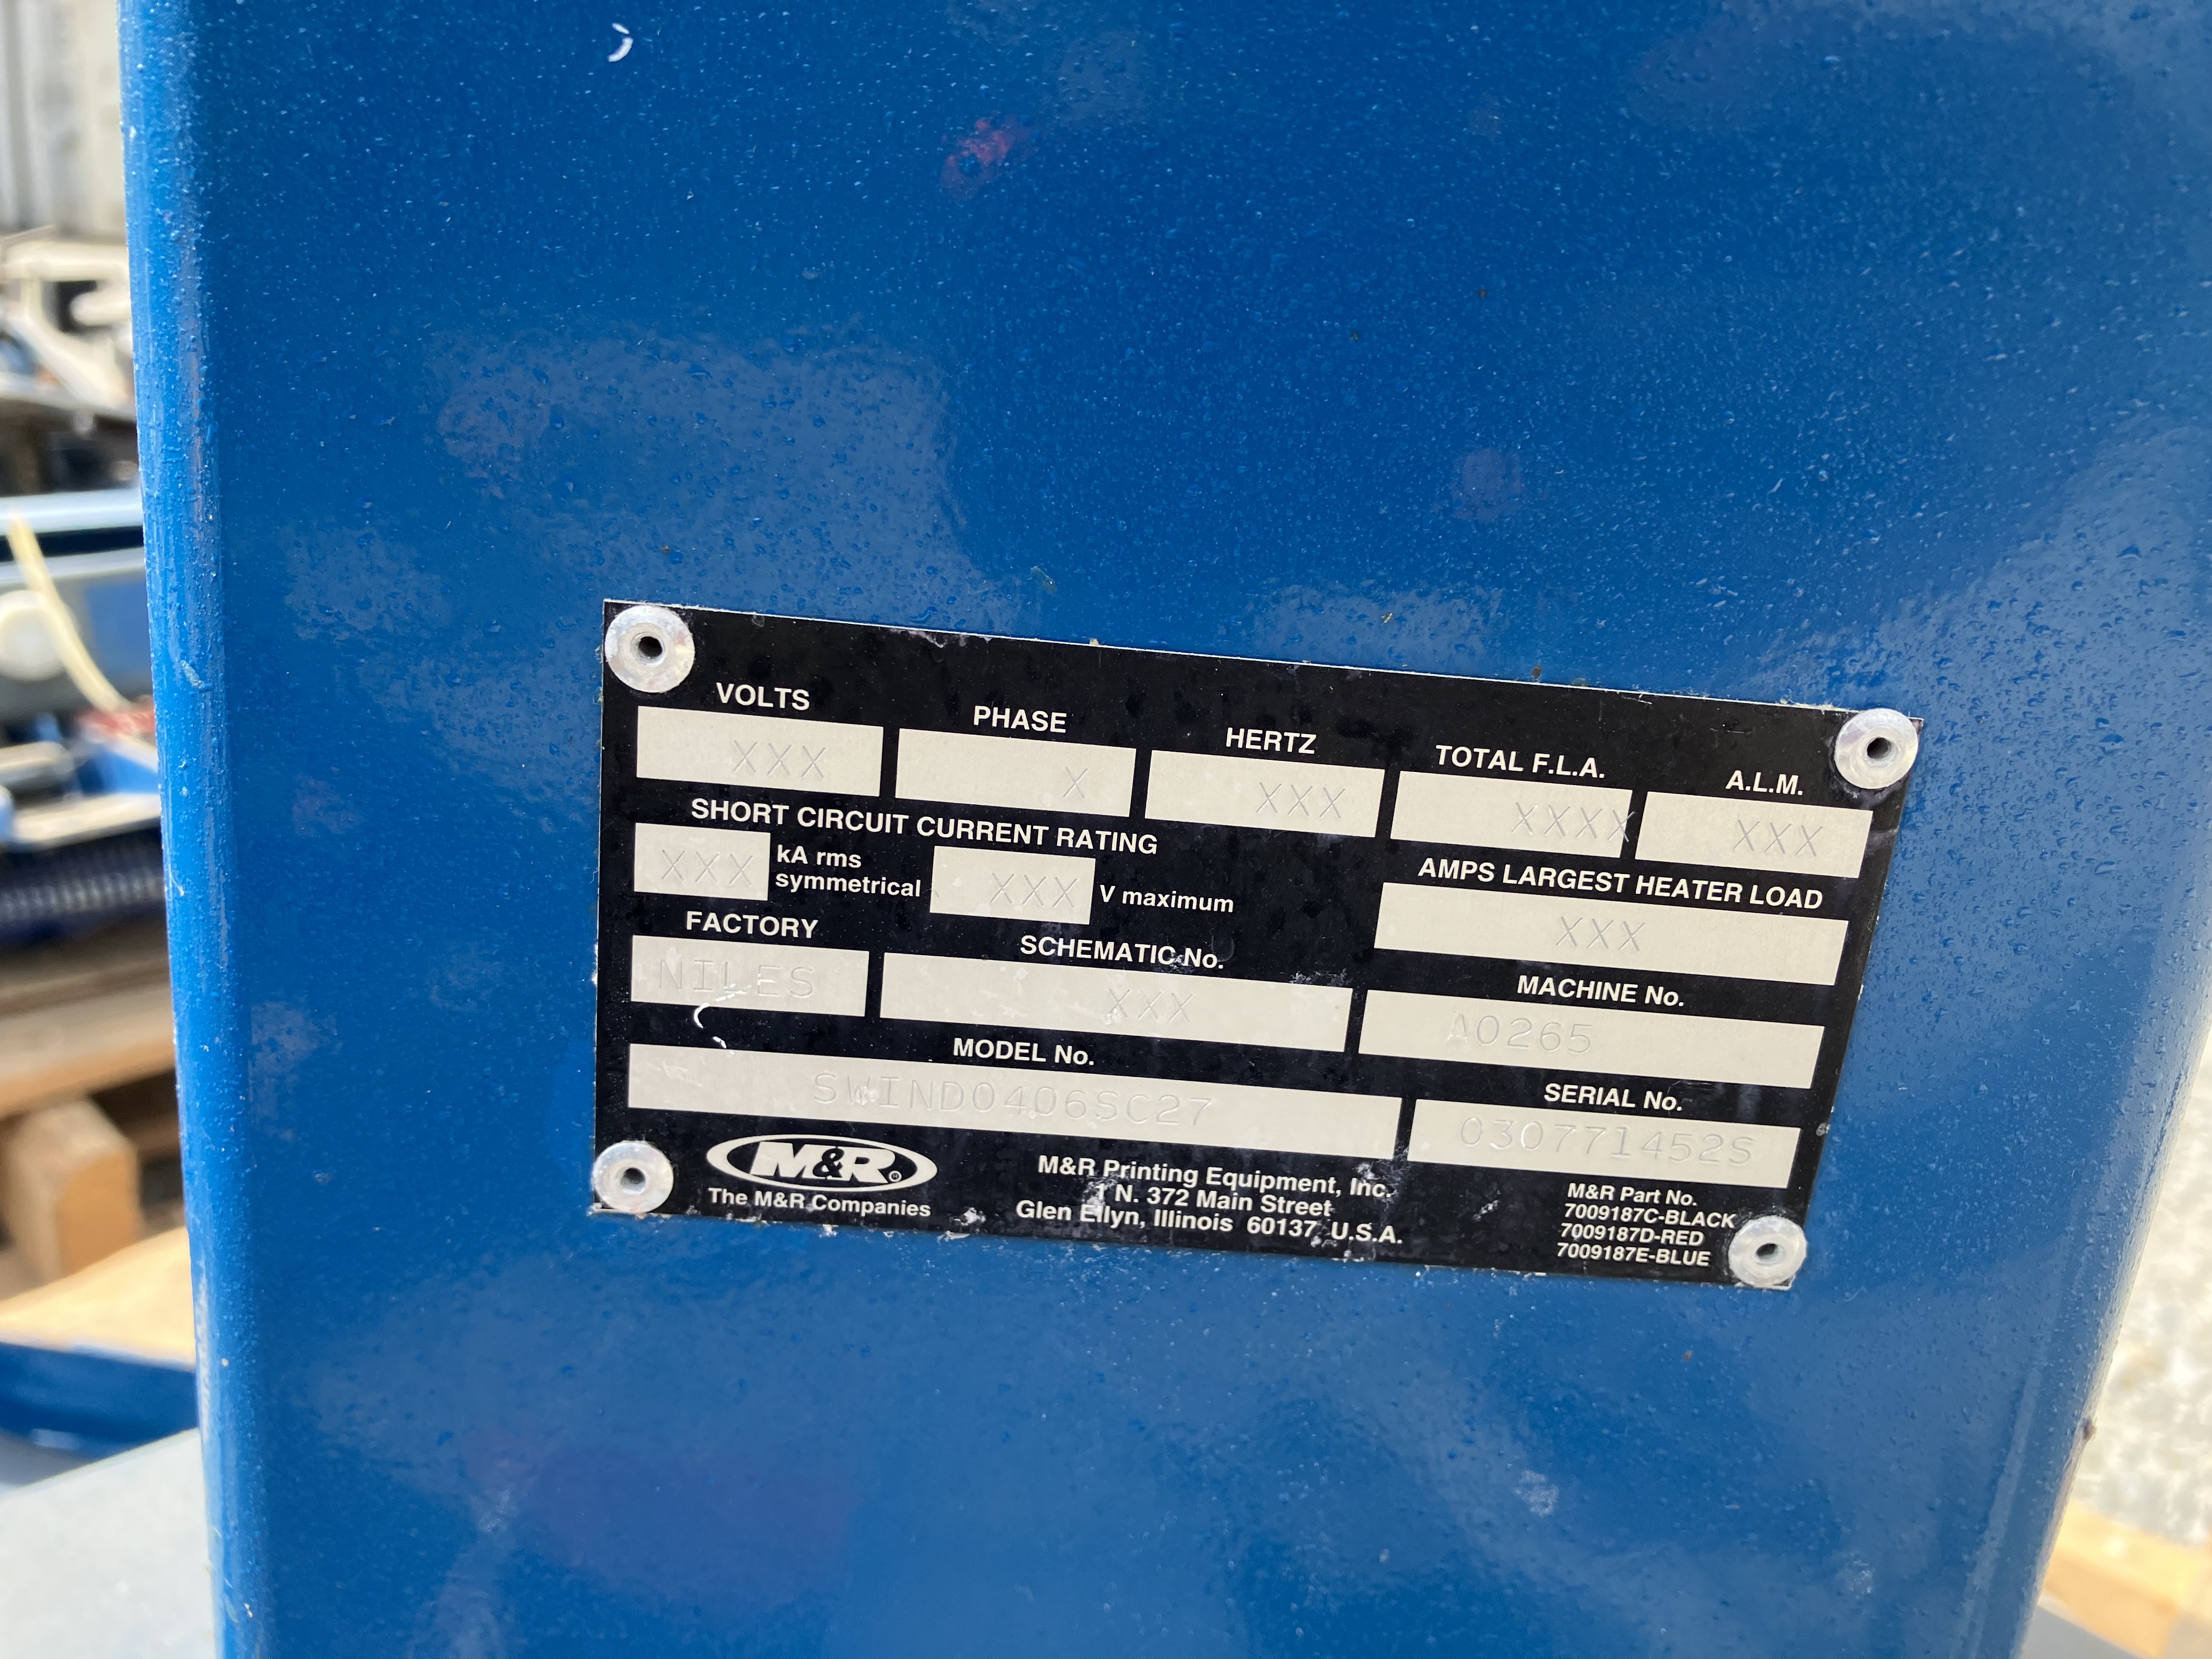 VOLTS PHASE HERTZ TOTAL F.L.A. A.L.M.
XXX X XXX XXXX XXX
SHORT CIRCUIT CURRENT RATING
XXX kA rms symmetrical XXX V maximum
AMPS LARGEST HEATER LOAD
XXX
FACTORY SCHEMATIC No. MACHINE No.
NILES XXX A0265
MODEL No. SERIAL No.
SWIND0406SC27 030771452S
M&R
The M&R Companies
M&R Printing Equipment, Inc.
1 N. 372 Main Street
Glen Ellyn, Illinois 60137, U.S.A.
M&R Part No.
7009187C-BLACK
7009187D-RED
7009187E-BLUE